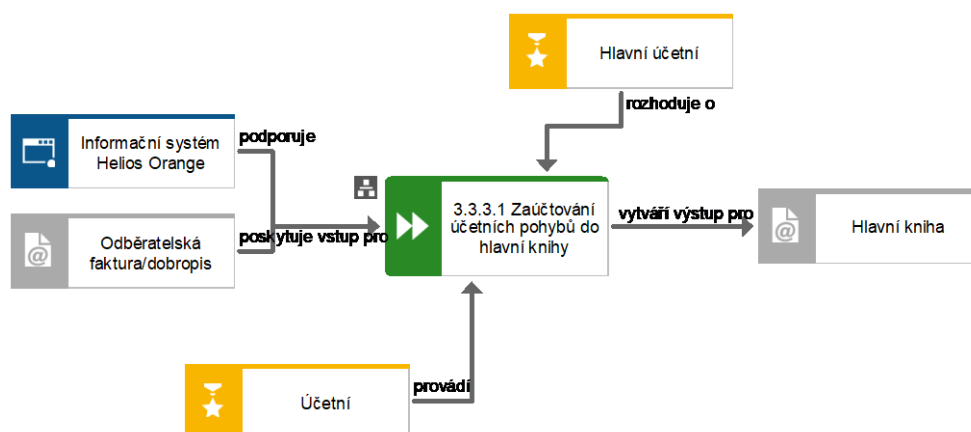 Hlavní účetní
rozhoduje o
podporuje
Informační systém
Helios Orange
3.3.3.1 Zaúčtování
účetních pohybů do
hlavní knihy
vytváří výstup pro
Hlavní kniha
Odběratelská
faktura/dobropis
poskytuje vstup pro
Účetní
provádí